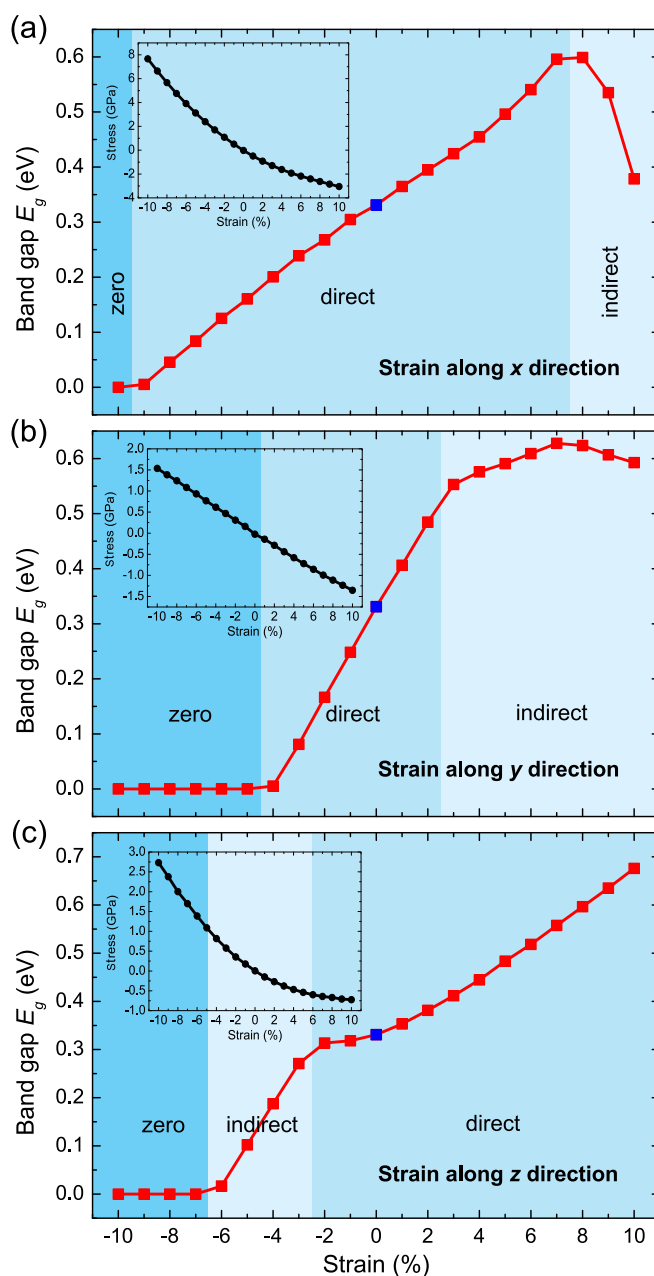 (a)
Band gap E_g (eV)
0.6
0.5
0.4
0.3
0.2
0.1
0.0
Stress (GPa)
8
6
4
2
0
-2
-4
-10 -8 -6 -4 -2 0 2 4 6 8 10
Strain (%)
zero
direct
indirect
Strain along x direction
(b)
Band gap E_g (eV)
0.6
0.5
0.4
0.3
0.2
0.1
0.0
Stress (GPa)
2.0
1.5
1.0
0.5
0.0
-0.5
-1.0
-1.5
-10 -8 -6 -4 -2 0 2 4 6 8 10
Strain (%)
zero direct indirect
Strain along y direction
(c)
Band gap E_g (eV)
0.7
0.6
0.5
0.4
0.3
0.2
0.1
0.0
Stress (GPa)
3.0
2.5
2.0
1.5
1.0
0.5
0.0
-0.5
-1.0
-10 -8 -6 -4 -2 0 2 4 6 8 10
Strain (%)
zero indirect direct
Strain along z direction
-10 -8 -6 -4 -2 0 2 4 6 8 10
Strain (%)